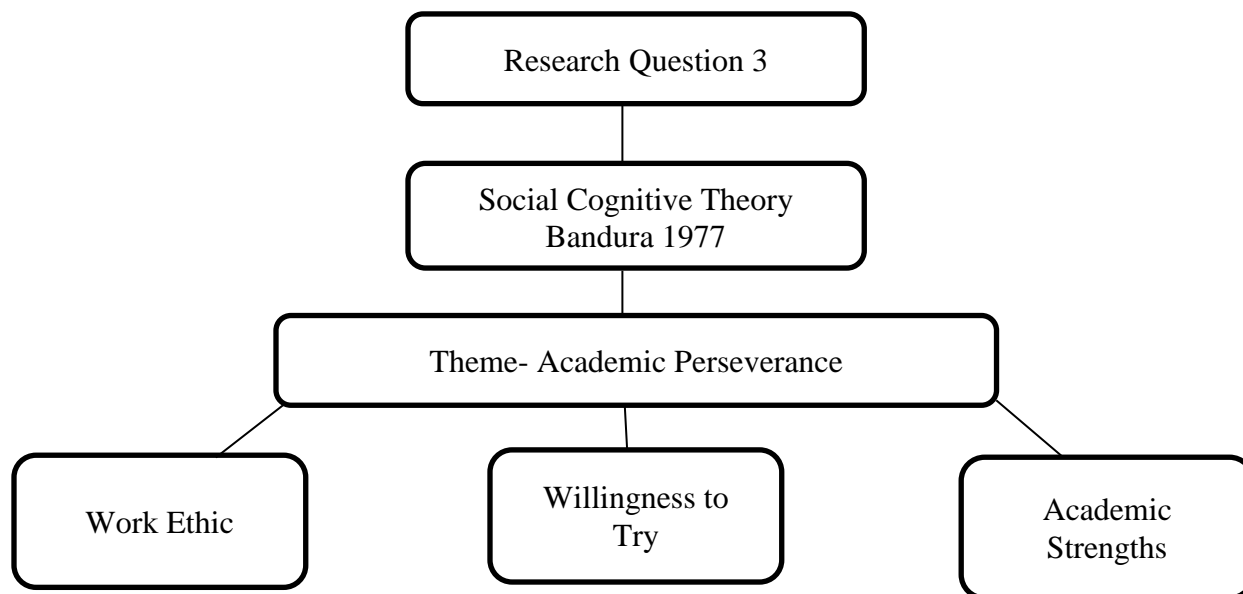 Research Question 3
Social Cognitive Theory
Bandura 1977
Theme- Academic Perseverance
Work Ethic
Willingness to
Try
Academic
Strengths